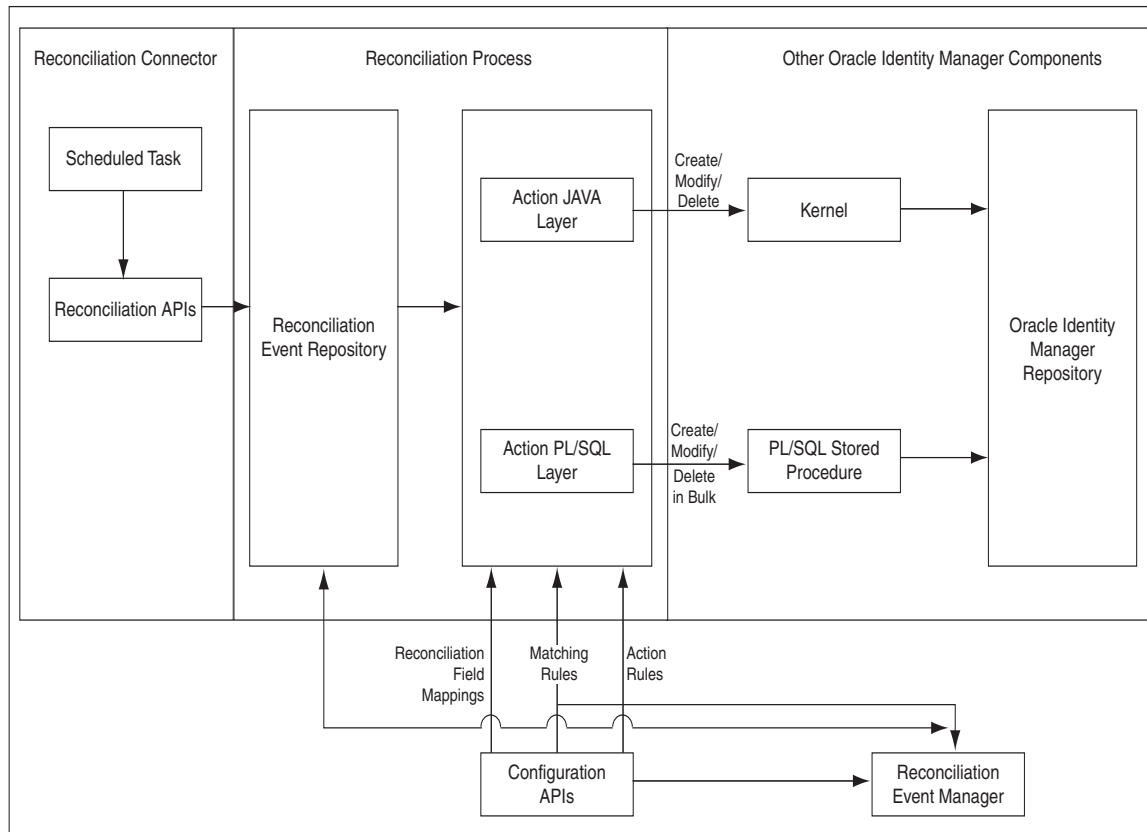 Reconciliation Connector
Reconciliation Process
Other Oracle Identity Manager Components
Scheduled Task
Reconciliation APIs
Reconciliation
Event Repository
Action JAVA
Layer
Action PL/SQL
Layer
Create/
Modify/
Delete
Kernel
Create/
Modify/
Delete
in Bulk
PL/SQL Stored
Procedure
Oracle Identity
Manager
Repository
Reconciliation
Field
Mappings
Matching
Rules
Action
Rules
Configuration
APIs
Reconciliation
Event Manager